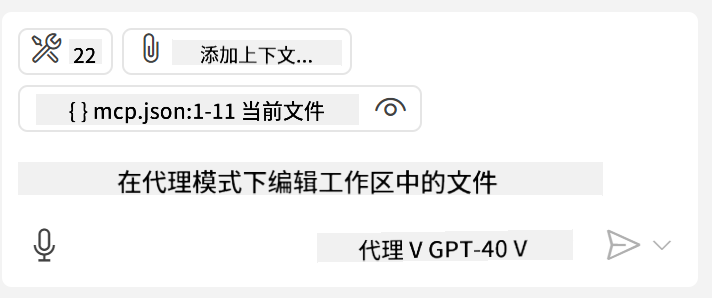 22 添加上下文...
{ } mcp.json:1-11 当前文件
在代理模式下编辑工作区中的文件
代理 V GPT-40 V